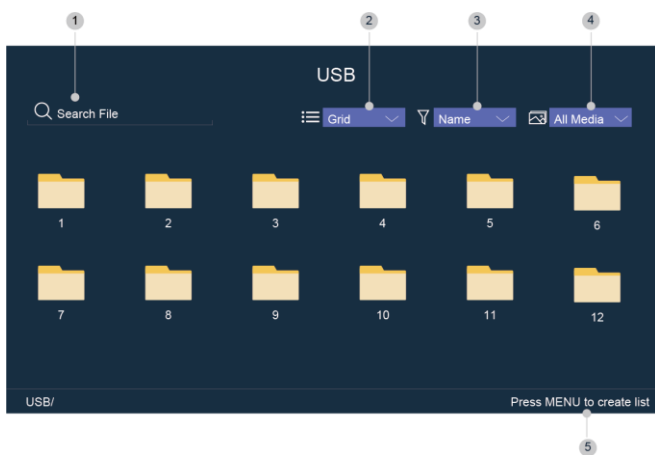 1 2 3 4
USB
Search File Grid Name All Media
1 2 3 4 5 6
7 8 9 10 11 12
USB/ Press MENU to create list
5